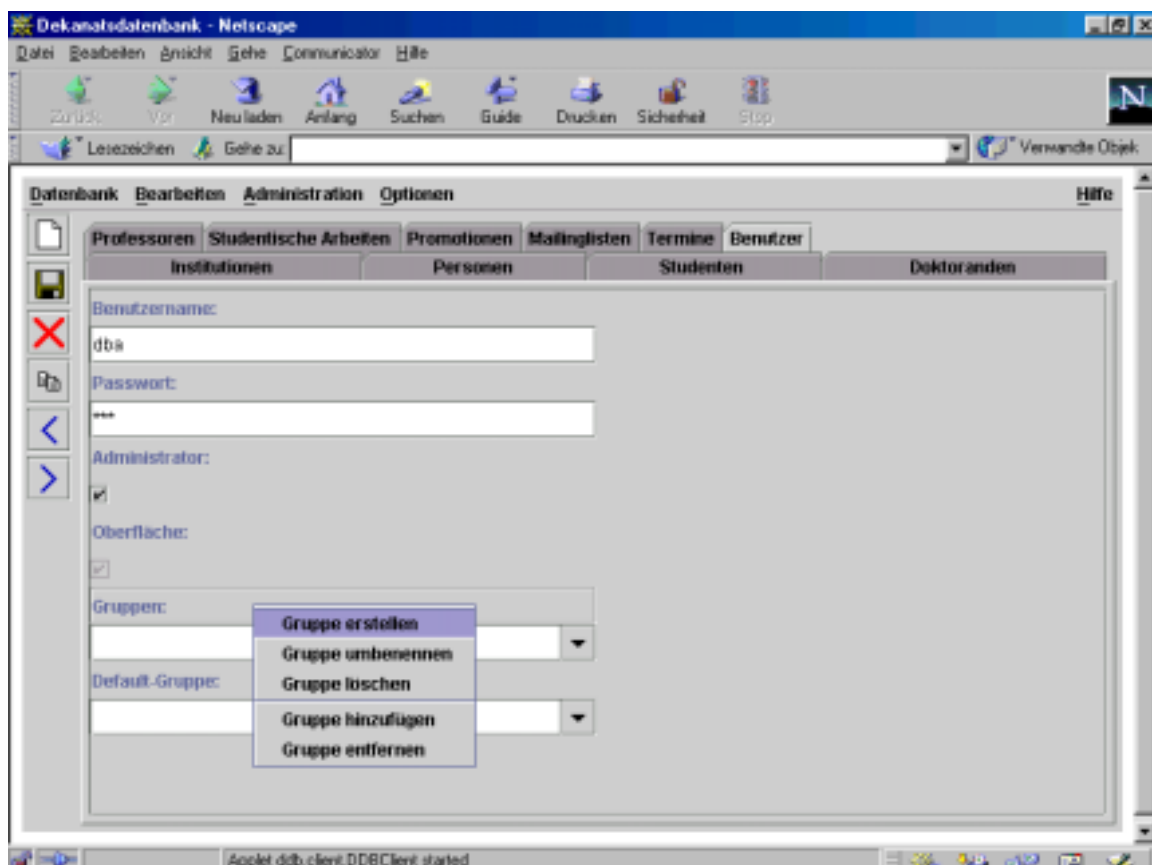 Dekanatsdatenbank - Netscape
Datei Bearbeiten Ansicht Gehe Communicator Hilfe
Zurück Vor Neu laden Anfang Suchen Guide Drucken Sicherheit Stop
N
Lesezeichen Gehe zu: Verwandte Objek
Datenbank Bearbeiten Administration Optionen Hilfe
Professoren Studentische Arbeiten Promotionen Mailinglisten Termine Benutzer
Institutionen Personen Studenten Doktoranden
Benutzername:
dba
Passwort:
***
Administrator:
Oberfläche:
Gruppen:
Gruppe erstellen
Gruppe umbenennen
Gruppe löschen
Default-Gruppe:
Gruppe hinzufügen
Gruppe entfernen
Applet ddb.client.DDBClient started